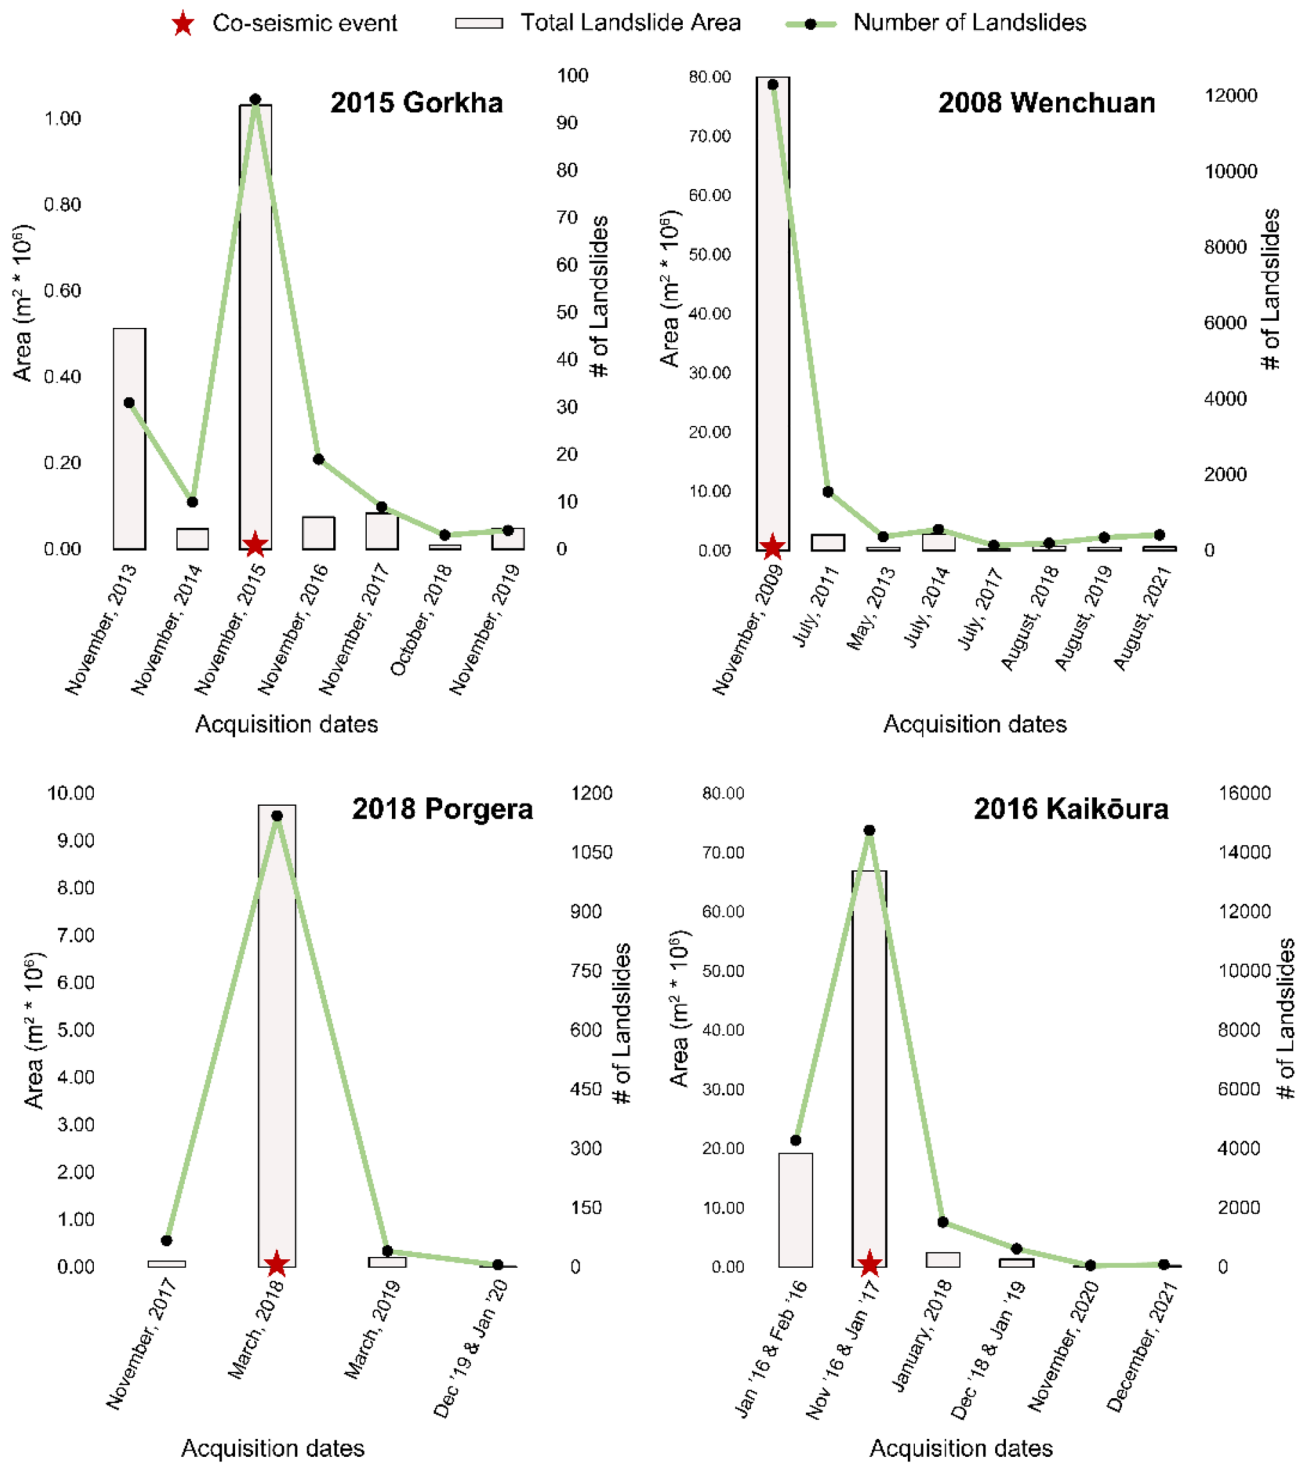 Co-seismic event Total Landslide Area Number of Landslides
2015 Gorkha
Area (m² * 10⁶)
1.00
0.80
0.60
0.40
0.20
0.00
100
90
80
70
60
50
40
30
20
10
0
# of Landslides
November, 2013
November, 2014
November, 2015
November, 2016
November, 2017
October, 2018
November, 2019
Acquisition dates
2008 Wenchuan
Area (m² * 10⁶)
80.00
70.00
60.00
50.00
40.00
30.00
20.00
10.00
0.00
12000
10000
8000
6000
4000
2000
0
# of Landslides
November, 2009
July, 2011
May, 2013
July, 2014
July, 2017
August, 2018
August, 2019
August, 2021
Acquisition dates
2018 Porgera
Area (m² * 10⁶)
10.00
9.00
8.00
7.00
6.00
5.00
4.00
3.00
2.00
1.00
0.00
1200
1050
900
750
600
450
300
150
0
# of Landslides
November, 2017
March, 2018
March, 2019
Dec '19 & Jan '20
Acquisition dates
2016 Kaikōura
Area (m² * 10⁶)
80.00
70.00
60.00
50.00
40.00
30.00
20.00
10.00
0.00
16000
14000
12000
10000
8000
6000
4000
2000
0
# of Landslides
Jan '16 & Feb '16
Nov '16 & Jan '17
January, 2018
Dec '18 & Jan '19
November, 2020
December, 2021
Acquisition dates